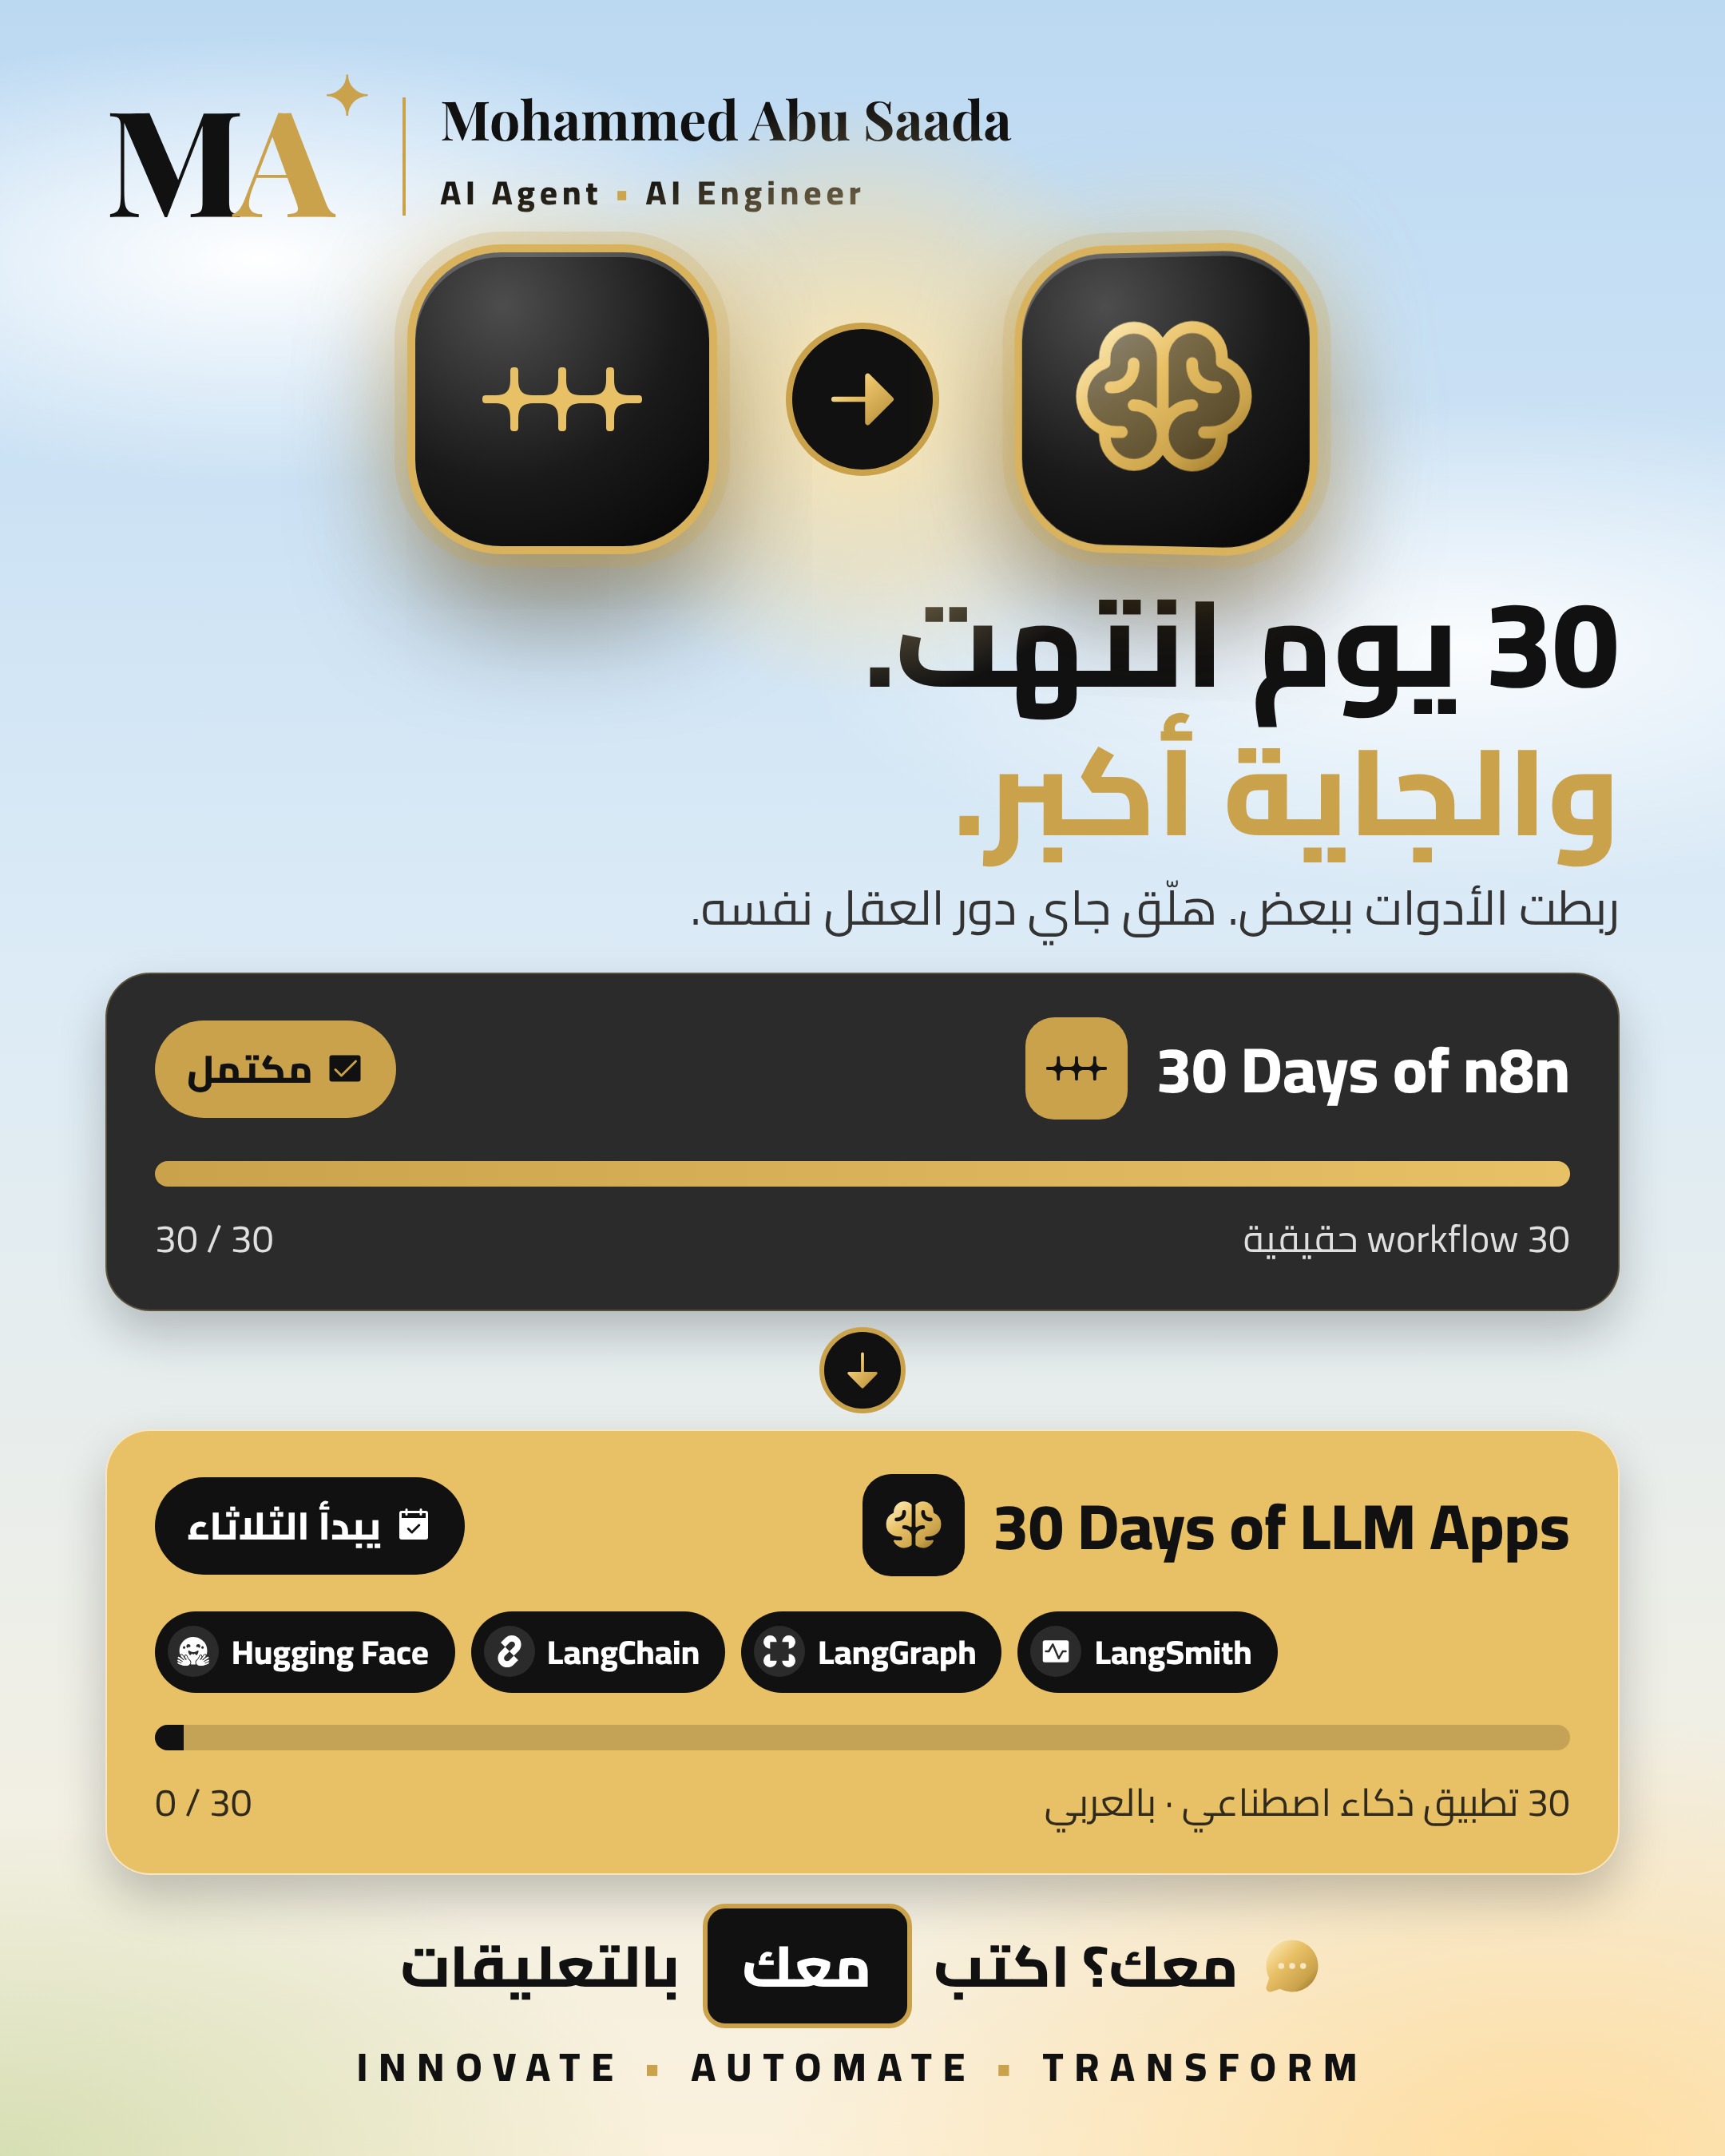 MA
Mohammed Abu Saada
AI Agent ▪ AI Engineer
30 يوم انتهت.
والجاية أكبر.
ربطت الأدوات ببعض. هلّق جاي دور العقل نفسه.
30 Days of n8n
مكتمل
30 workflow حقيقية
30 / 30
30 Days of LLM Apps
يبدأ الثلاثاء
Hugging Face LangChain LangGraph LangSmith
30 تطبيق ذكاء اصطناعي · بالعربي
0 / 30
معك؟ اكتب معك بالتعليقات
INNOVATE ▪ AUTOMATE ▪ TRANSFORM